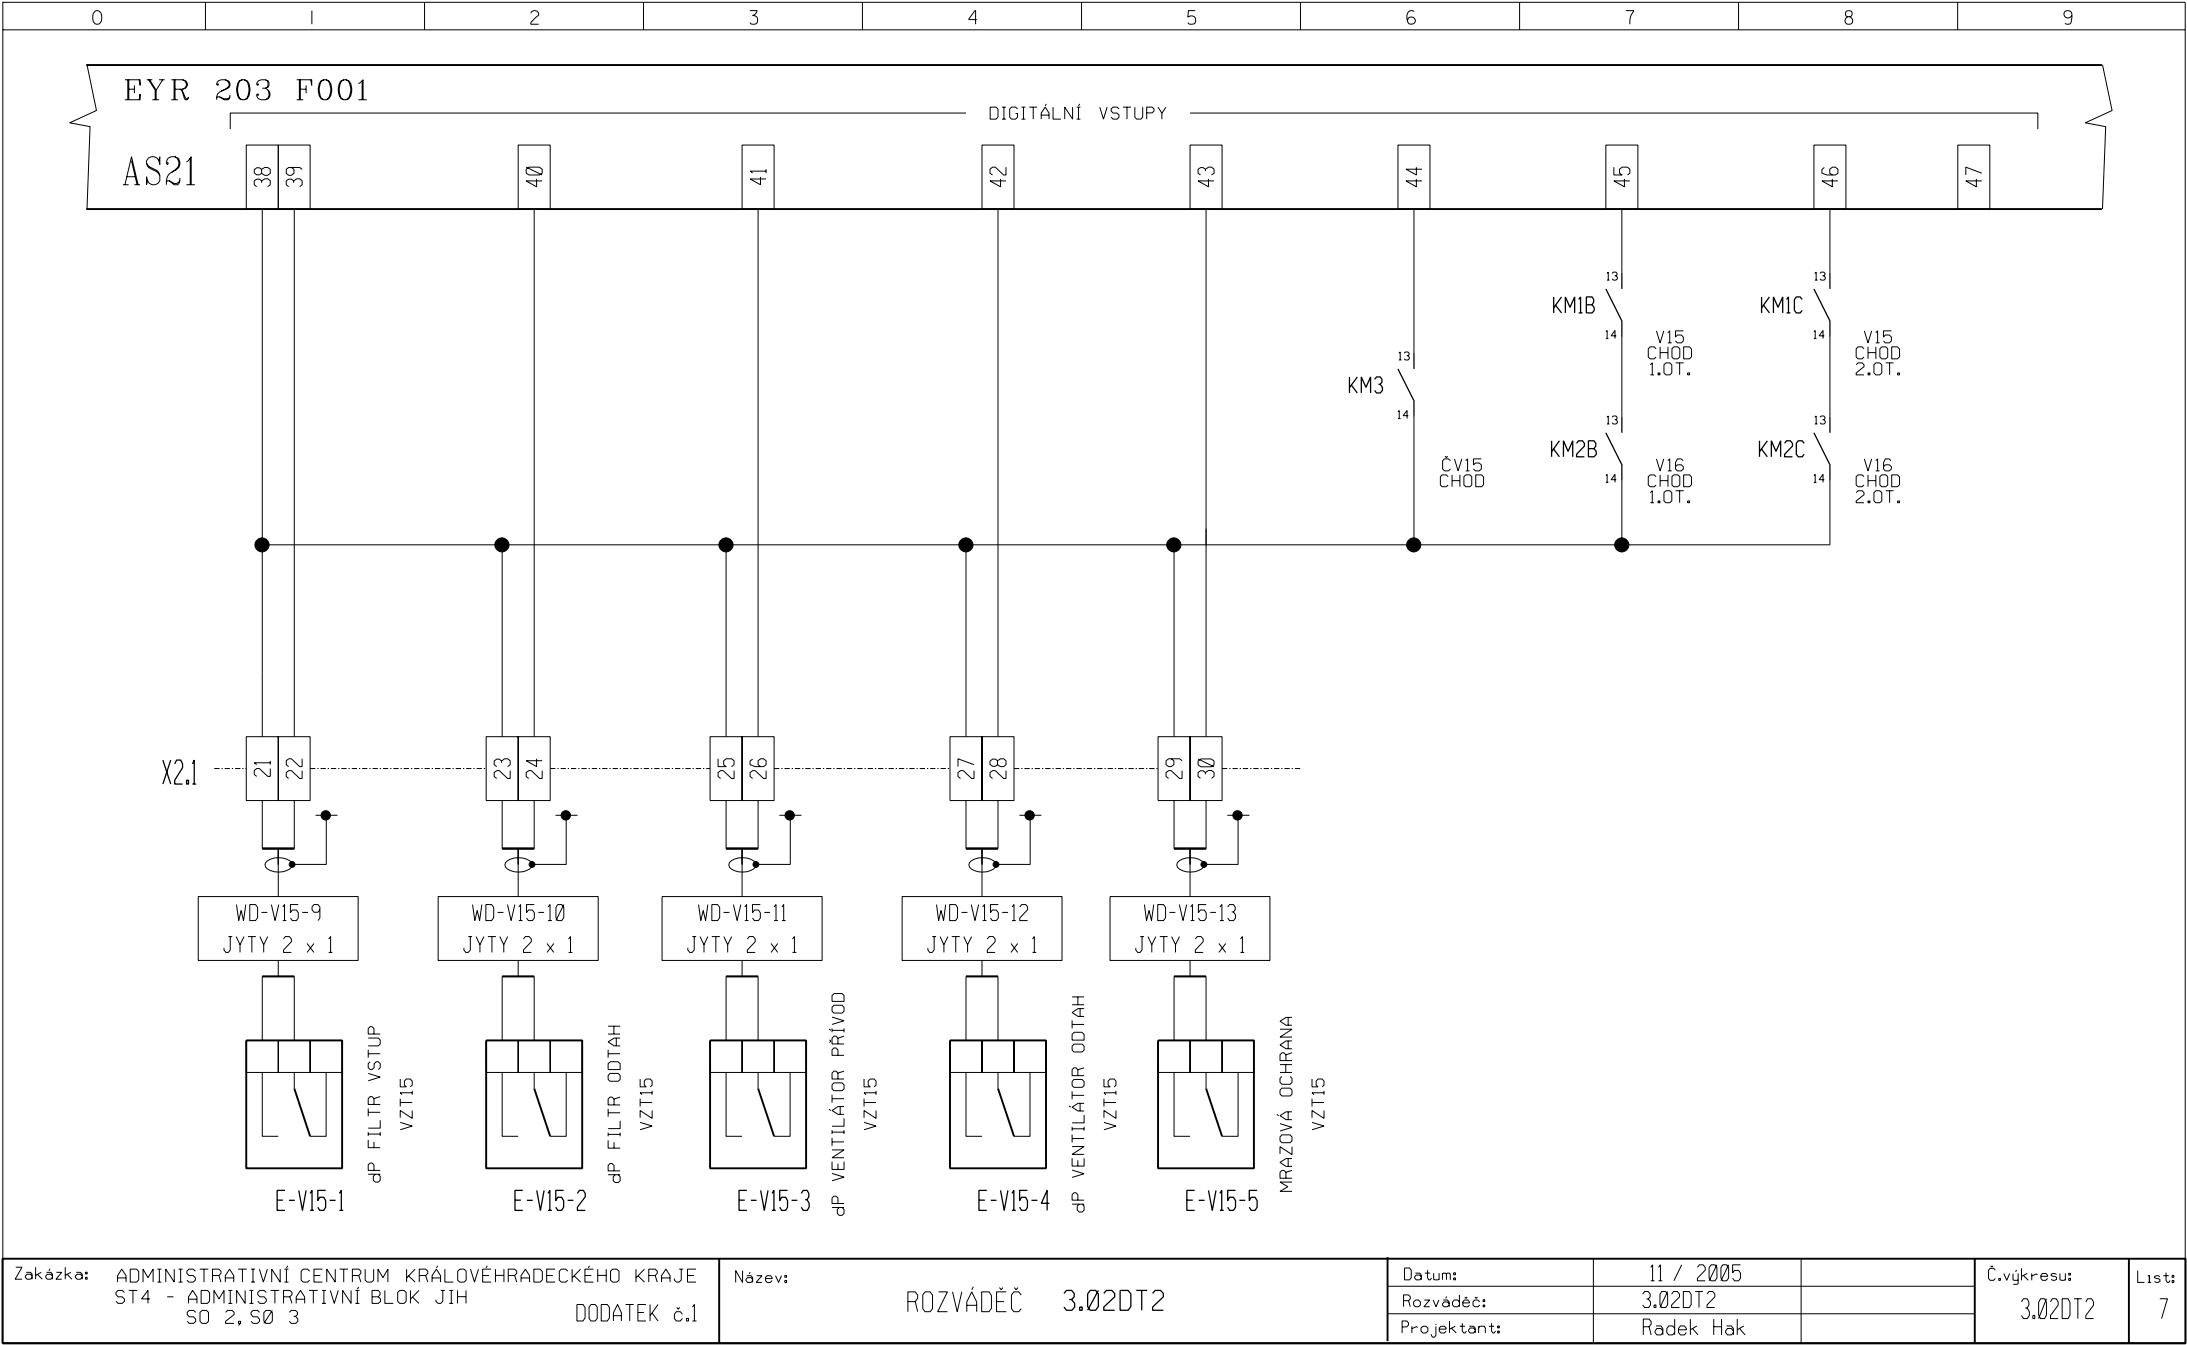 0 1 2 3 4 5 6 7 8 9
EYR 203 F001
DIGITÁLNÍ VSTUPY
AS21
38 39 40 41 42 43 44 45 46 47
13 13
KM1B KM1C
14 14
V15 V15
CHOD CHOD
1.OT. 2.OT.
13
KM3
14
13 13
KM2B KM2C
14 14
ČV15 V16 V16
CHOD CHOD CHOD
1.OT. 2.OT.
X2.1 21 22 23 24 25 26 27 28 29 30
WD-V15-9 WD-V15-10 WD-V15-11 WD-V15-12 WD-V15-13
JYTY 2 x 1 JYTY 2 x 1 JYTY 2 x 1 JYTY 2 x 1 JYTY 2 x 1
dP FILTR VSTUP
VZT15
dP FILTR ODTAH
VZT15
dP VENTILÁTOR PŘÍVOD
VZT15
dP VENTILÁTOR ODTAH
VZT15
MRAZOVÁ OCHRANA
VZT15
E-V15-1 E-V15-2 E-V15-3 E-V15-4 E-V15-5
Zakázka: ADMINISTRATIVNÍ CENTRUM KRÁLOVÉHRADECKÉHO KRAJE
ST4 - ADMINISTRATIVNÍ BLOK JIH
SO 2, SØ 3 DODATEK č.1
Název:
ROZVÁDĚČ 3.02DT2
Datum: 11 / 2005
Rozváděč: 3.02DT2
Projektant: Radek Hak
Č.výkresu:
3.02DT2
List:
7